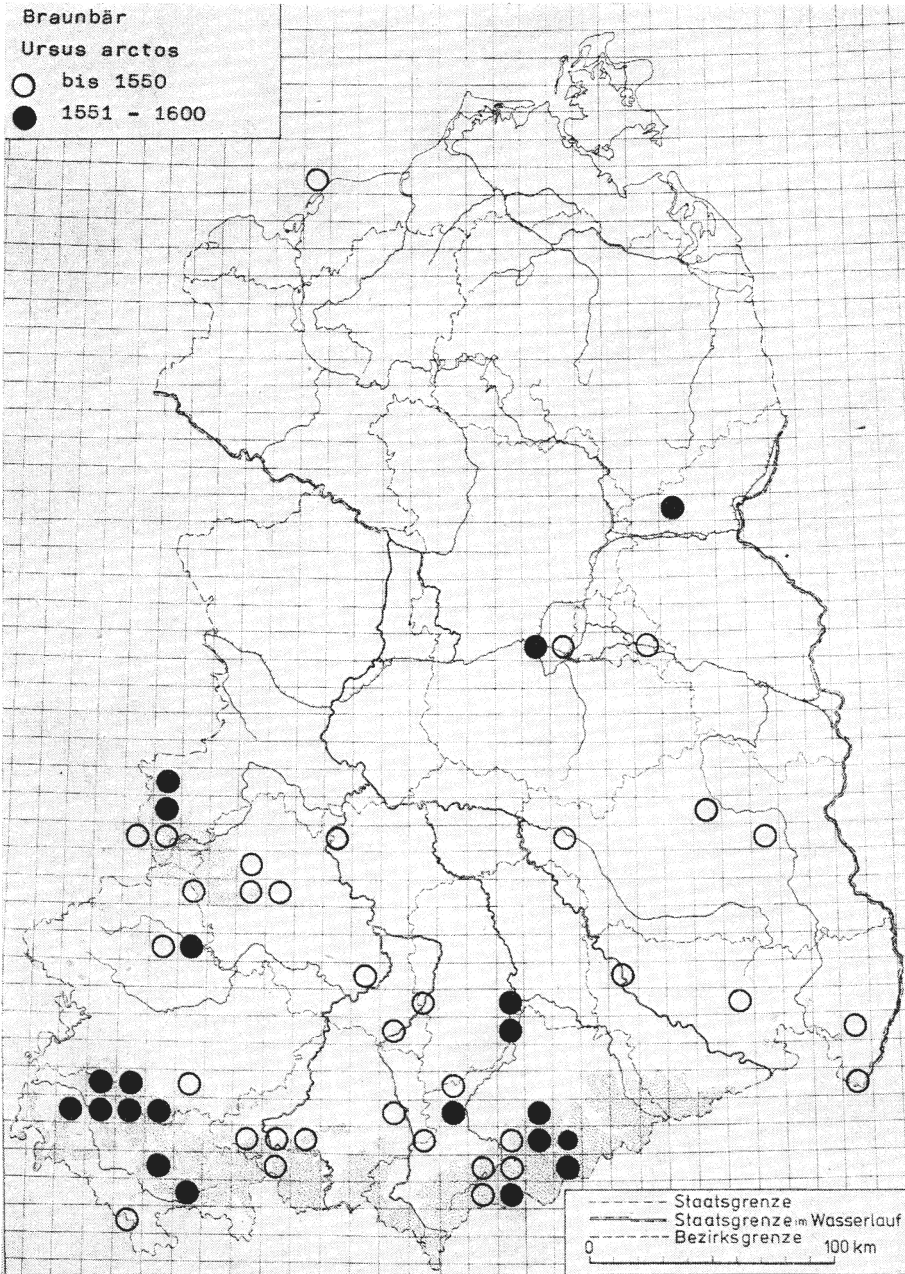 Braunbär
Ursus arctos
bis 1550
1551 - 1600
Staatsgrenze
Staatsgrenze im Wasserlauf
Bezirksgrenze
0 100 km